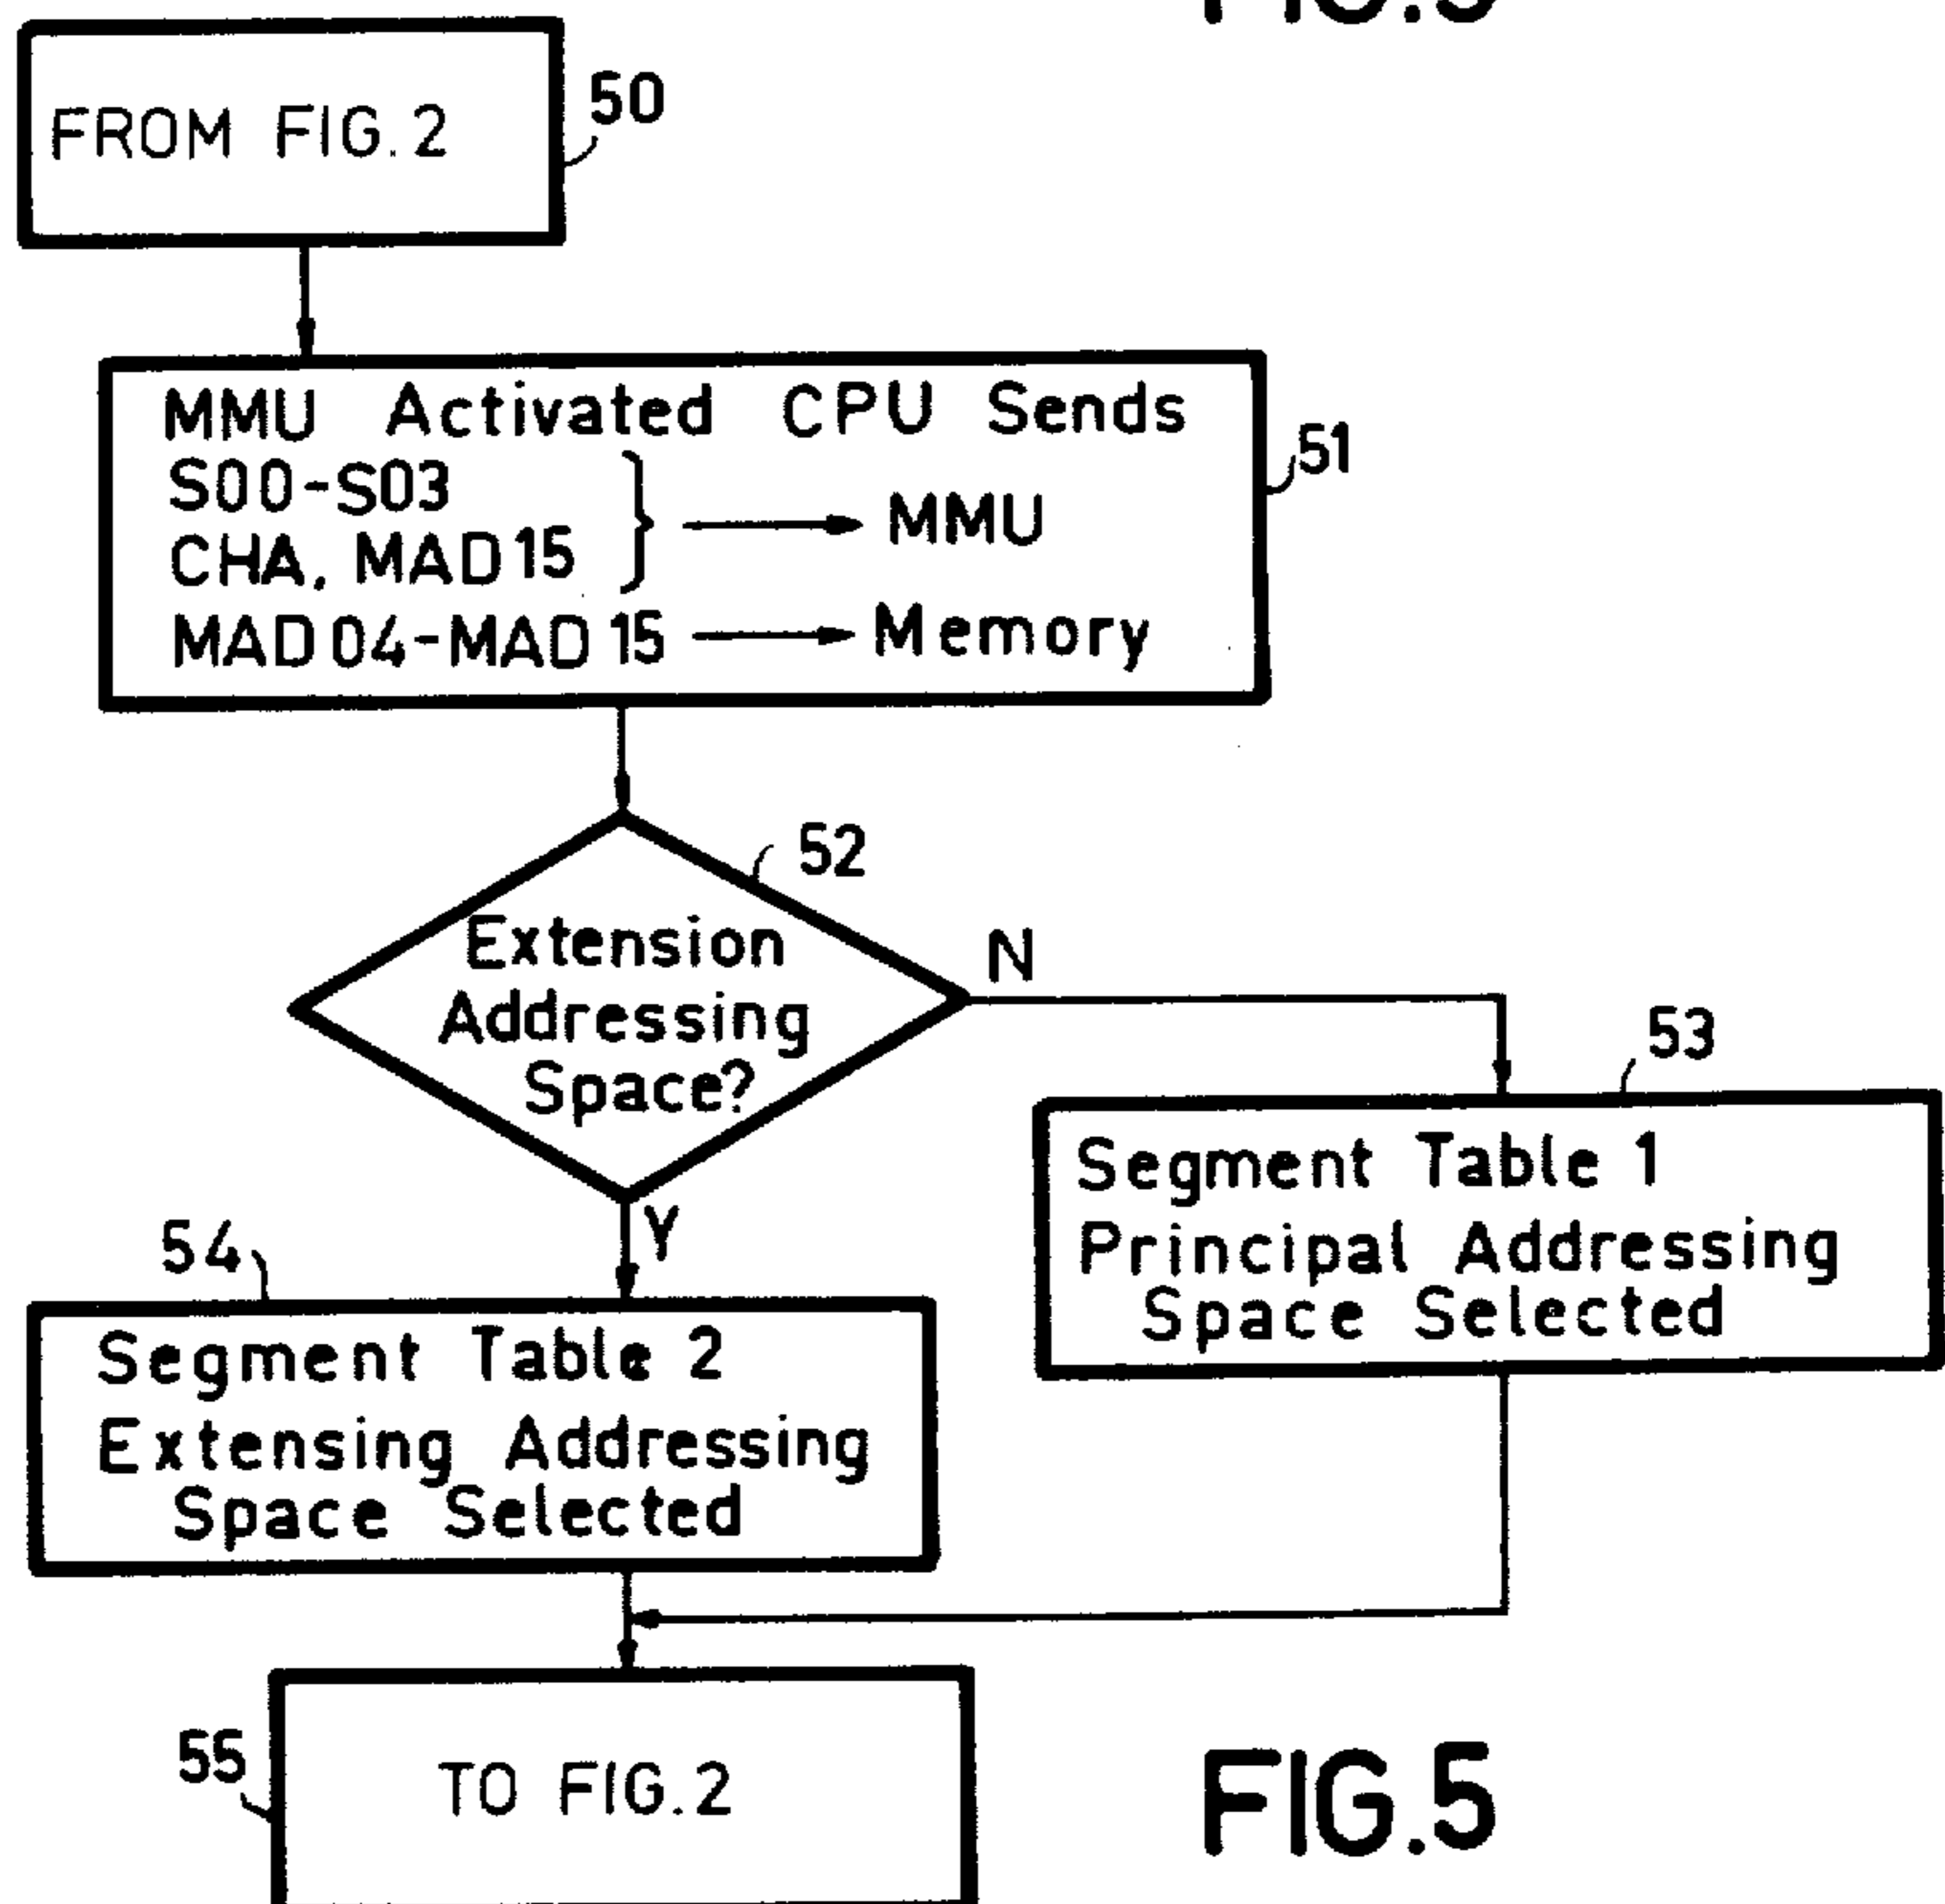 FROM FIG. 2
50
MMU Activated CPU Sends
S00-S03
CHA, MAD15
MMU
MAD04-MAD15
Memory
51
52
Extension
Addressing
Space?
N
Y
53
Segment Table 1
Principal Addressing
Space Selected
54
Segment Table 2
Extensing Addressing
Space Selected
55
TO FIG. 2
FIG.5